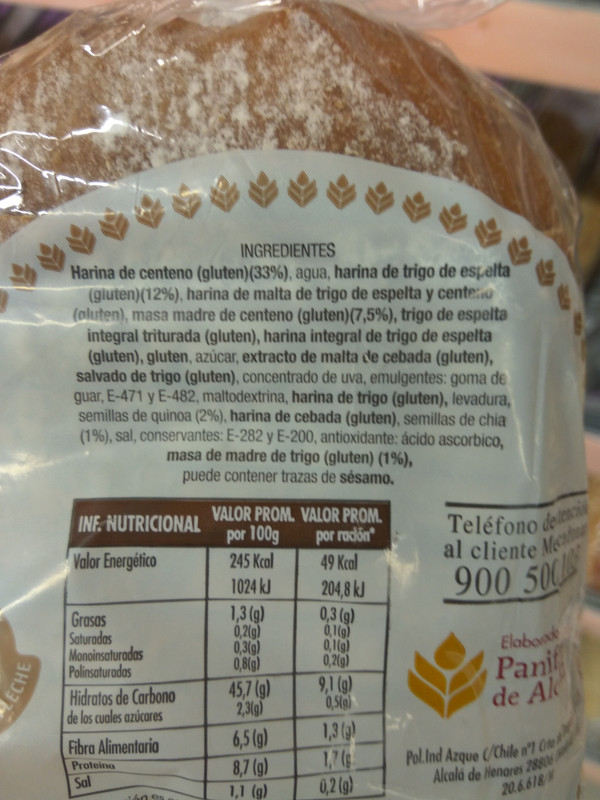 INGREDIENTES
Harina de centeno (gluten)(33%), agua, harina de trigo de espelta
(gluten)(12%), harina de malta de trigo de espelta y centeno
(gluten), masa madre de centeno (gluten)(7,5%), trigo de espelta
integral triturada (gluten), harina integral de trigo de espelta
(gluten), gluten, azúcar, extracto de malta de cebada (gluten),
salvado de trigo (gluten), concentrado de uva, emulgentes: goma de
guar, E-471 y E-482, maltodextrina, harina de trigo (gluten), levadura,
semillas de quinoa (2%), harina de cebada (gluten), semillas de chia
(1%), sal, conservantes: E-282 y E-200, antioxidante: ácido ascorbico,
masa de madre de trigo (gluten) (1%),
puede contener trazas de sésamo.
INF. NUTRICIONAL VALOR PROM. por 100g VALOR PROM. por ración*
Valor Energético 245 Kcal 49 Kcal
1024 kJ 204,8 kJ
Grasas 1,3 (g) 0,3 (g)
Saturadas 0,2(g) 0,1(g)
Monoinsaturadas 0,3(g) 0,1(g)
Polinsaturadas 0,8(g) 0,2(g)
Hidratos de Carbono 45,7 (g) 9,1 (g)
de los cuales azúcares 2,3(g) 0,5(g)
Fibra Alimentaria 6,5 (g) 1,3 (g)
Proteina 8,7 (g) 1,7 (g
Sal 1,1 (g) 0,2 (g)
Teléfono de
al cliente
900 500
Elaborado
Panif
de Alc
Pol.Ind Azque C/Chile nº1
Alcalá de Henares 28806
20.6.618/
LECHE